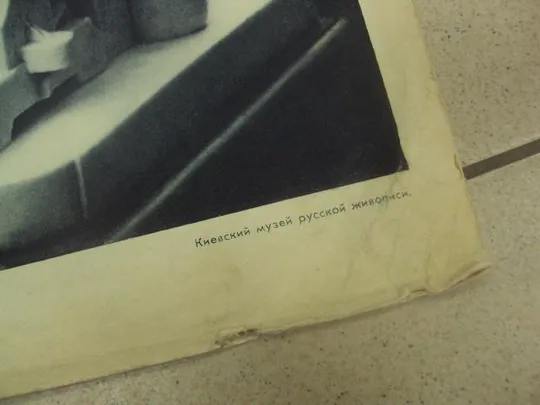 Киевский музей русской живописи.